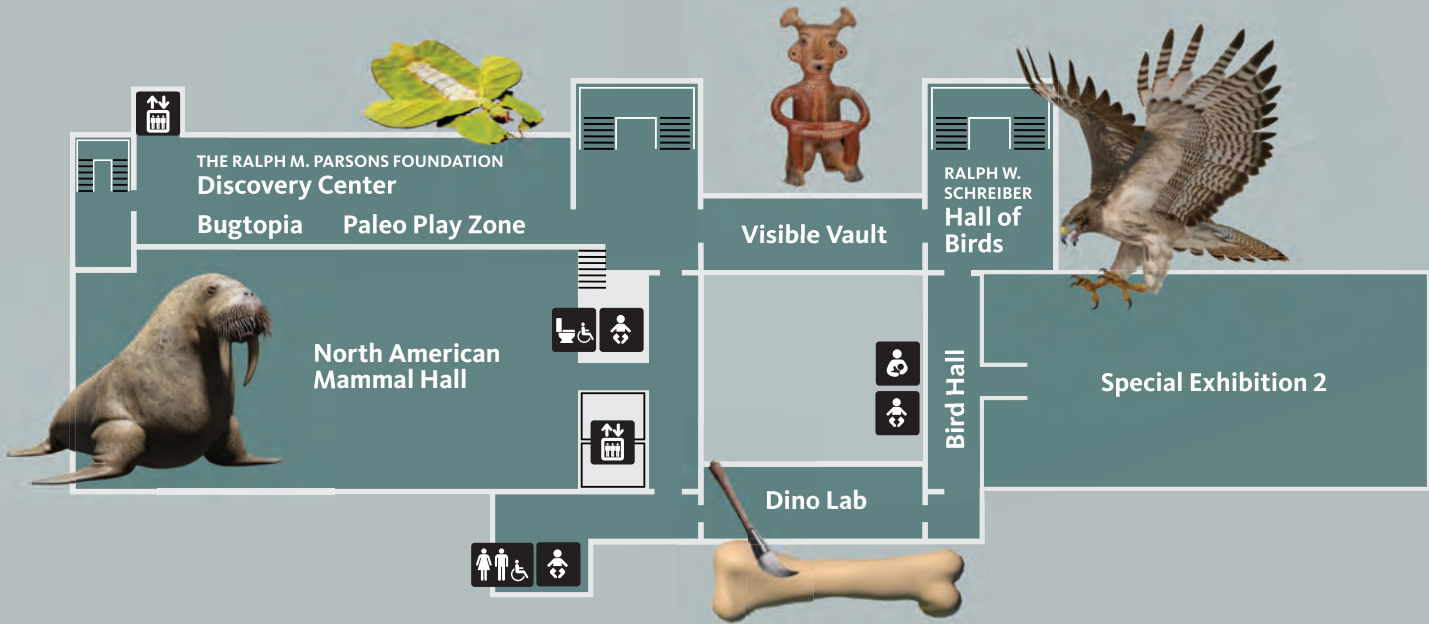 THE RALPH M. PARSONS FOUNDATION
Discovery Center
Bugtopia
Paleo Play Zone
Visible Vault
RALPH W.
SCHREIBER
Hall of
Birds
North American
Mammal Hall
Bird Hall
Special Exhibition 2
Dino Lab